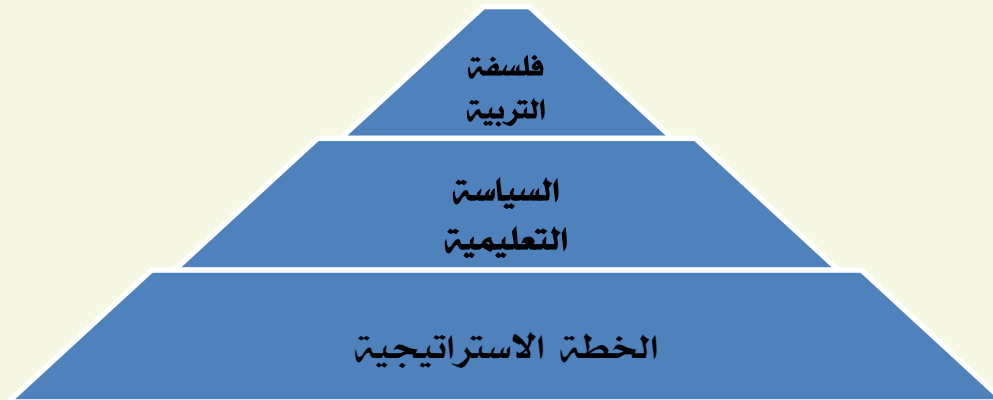 فلسفة
التربية
السياسة
التعليمية
الخطة الاستراتيجية